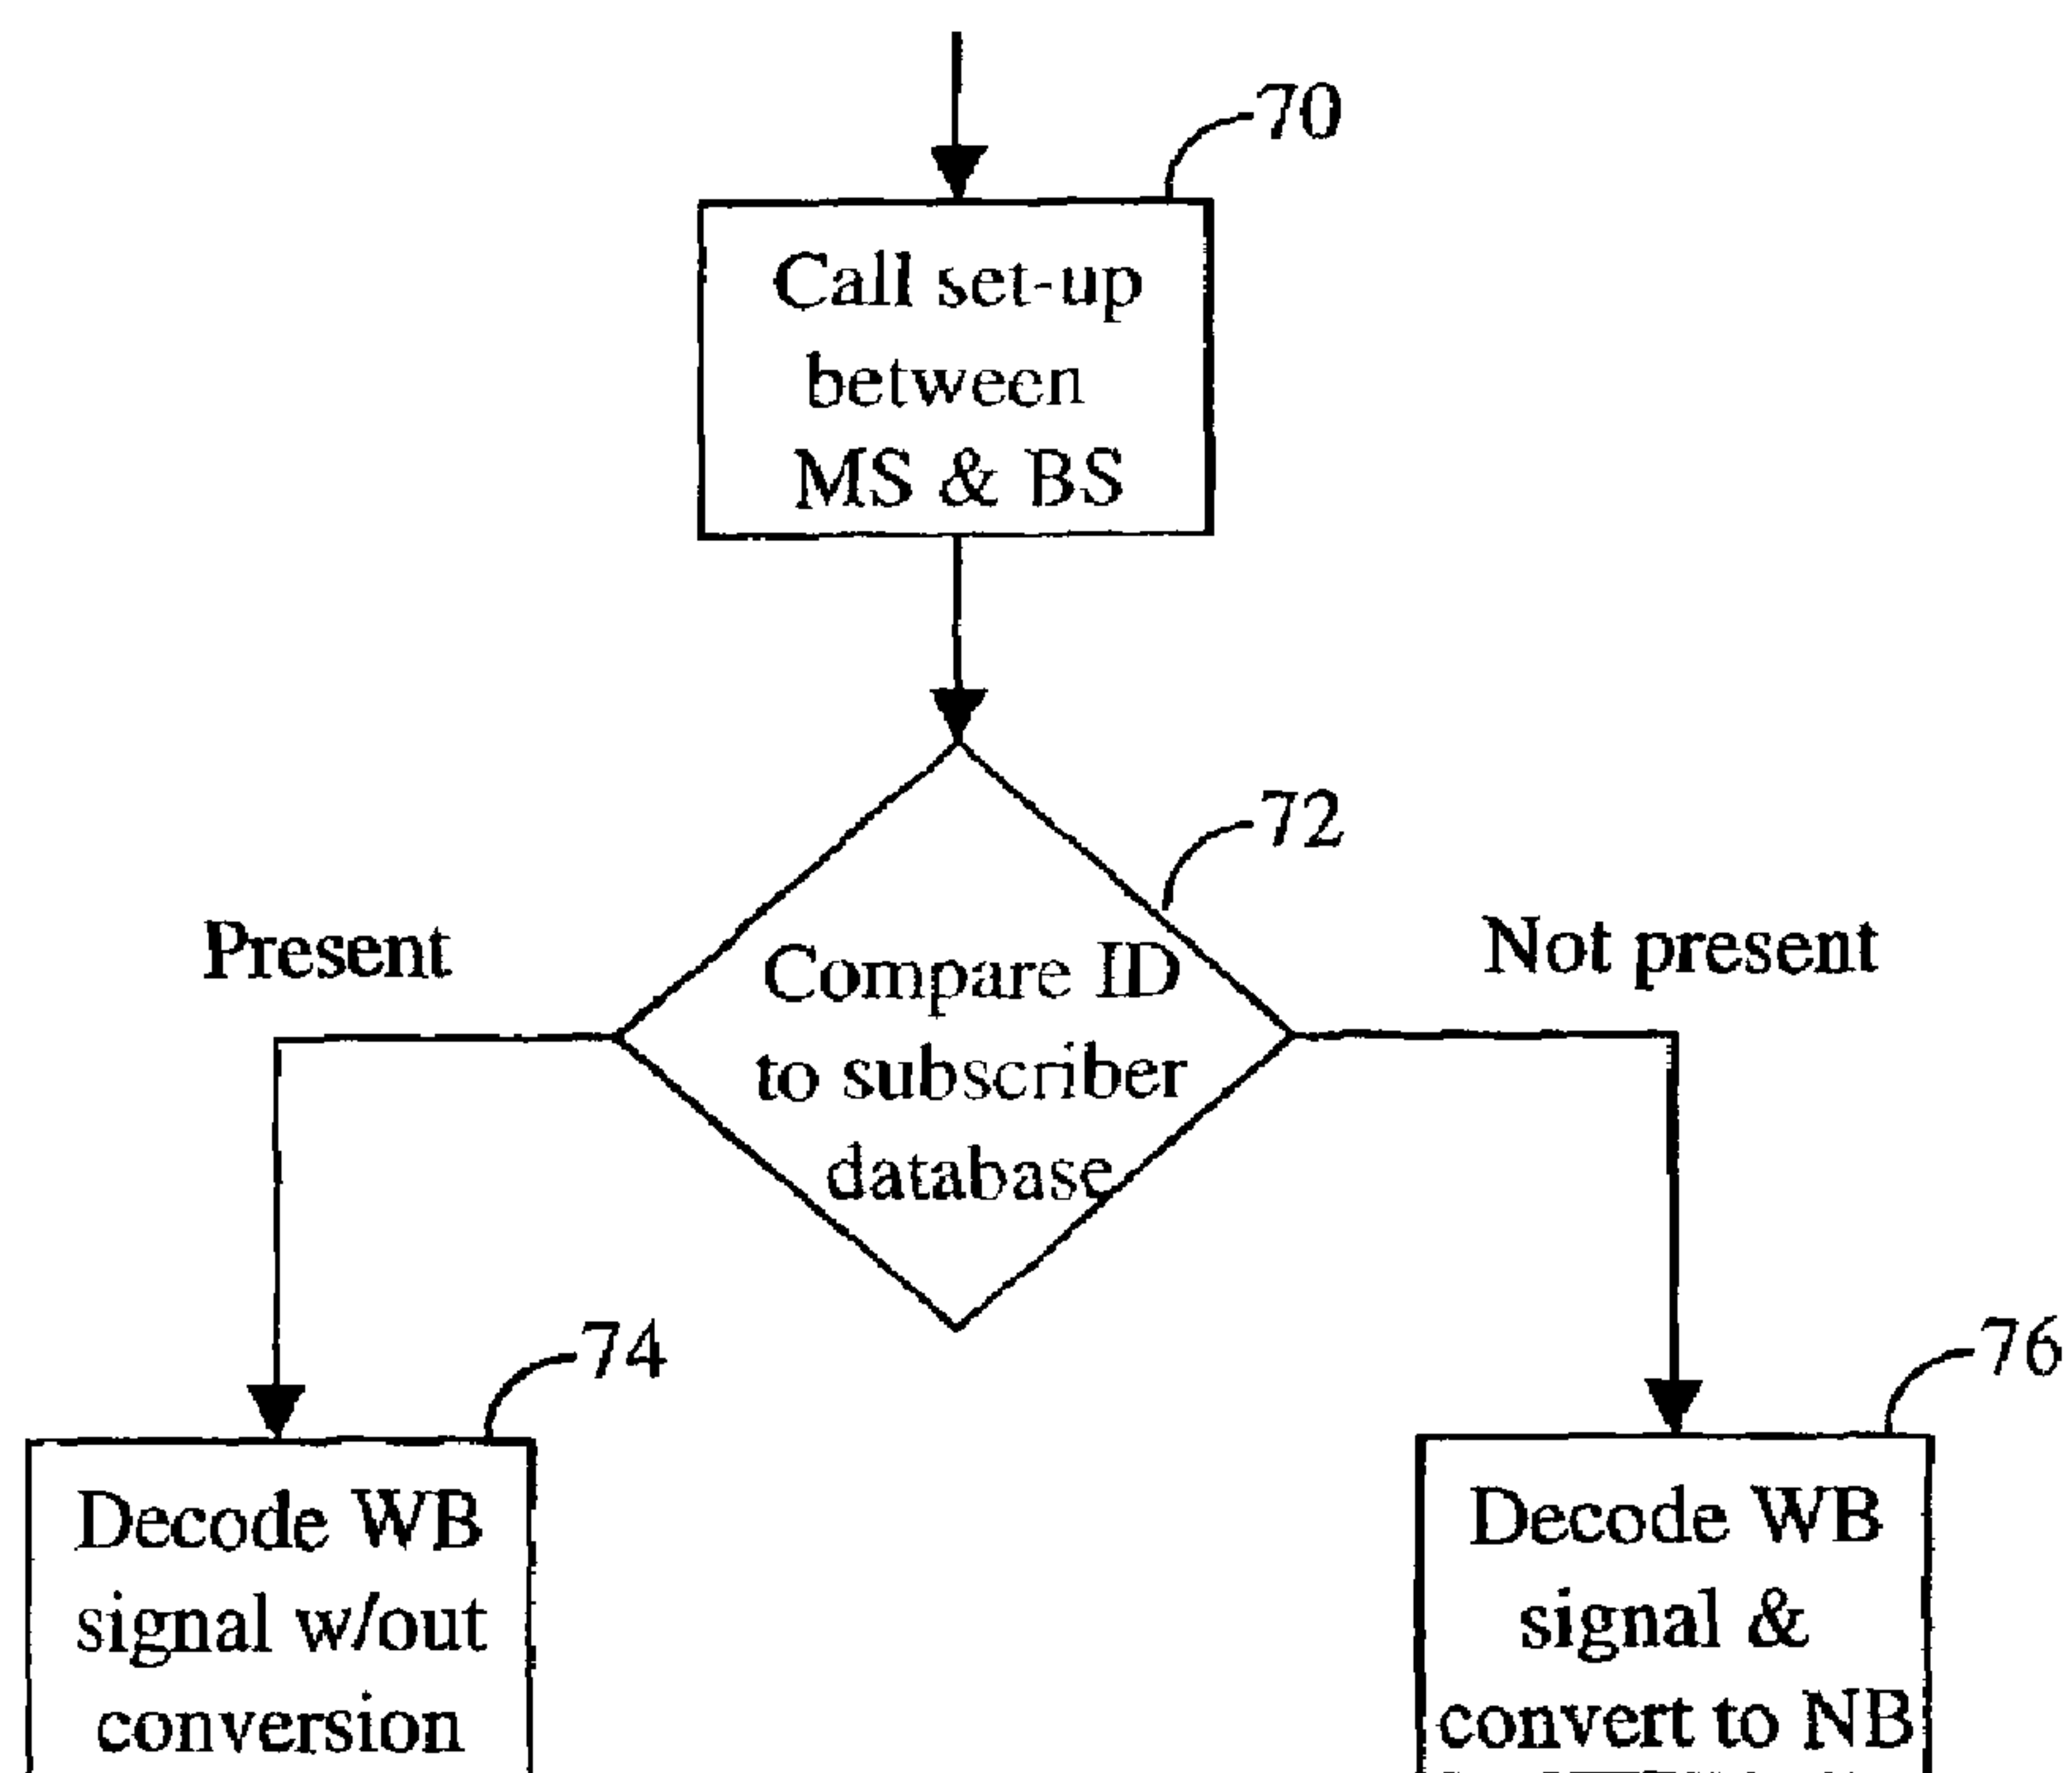 70
Call set-up
between
MS & BS
72
Present
Not present
Compare ID
to subscriber
database
74
76
Decode WB
signal w/out
conversion
Decode WB
signal &
convert to NB